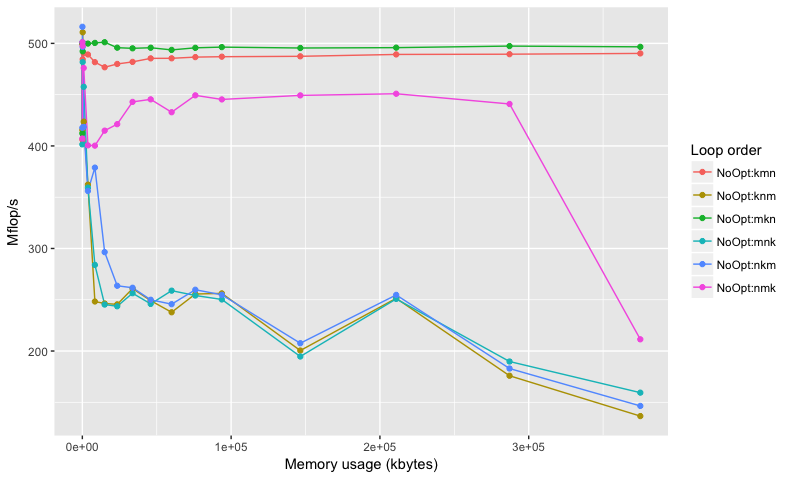 500
400
300
200
Mflop/s
0e+00
1e+05
2e+05
3e+05
Memory usage (kbytes)
Loop order
NoOpt:kmn
NoOpt:knm
NoOpt:mkn
NoOpt:mnk
NoOpt:nkm
NoOpt:nmk